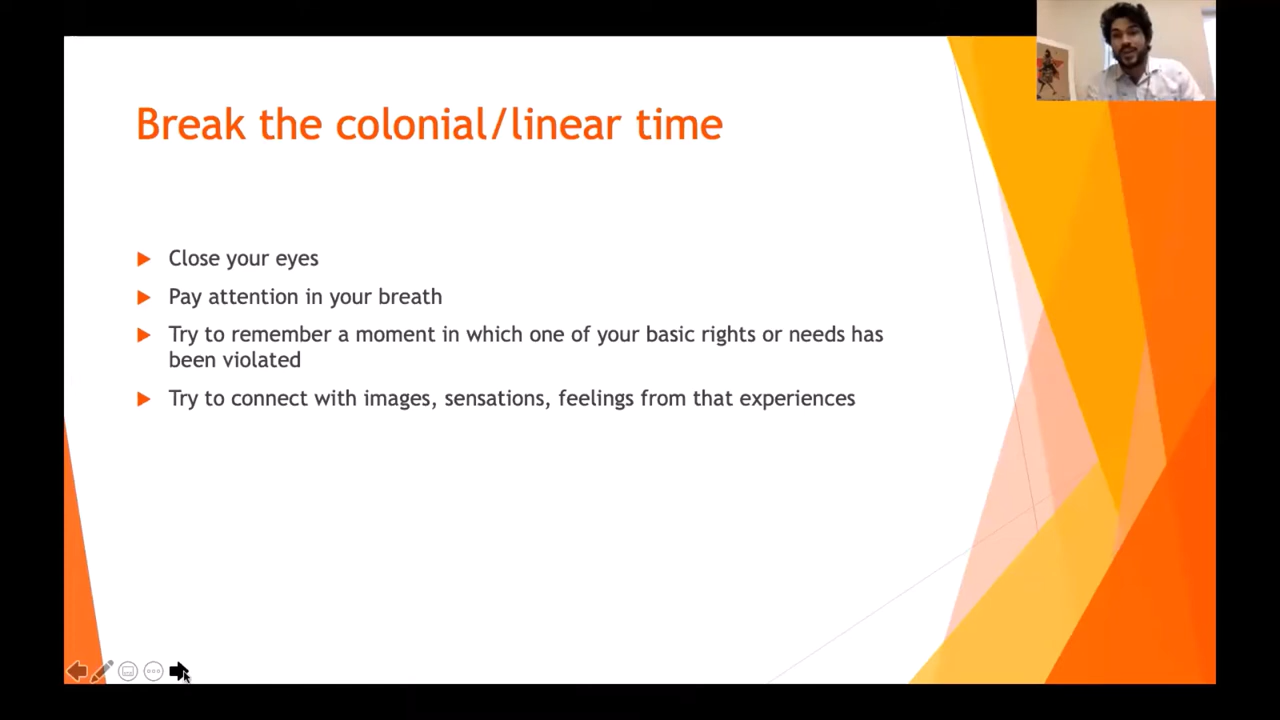 Break the colonial/linear time
Close your eyes
Pay attention in your breath
Try to remember a moment in which one of your basic rights or needs has
been violated
Try to connect with images, sensations, feelings from that experiences